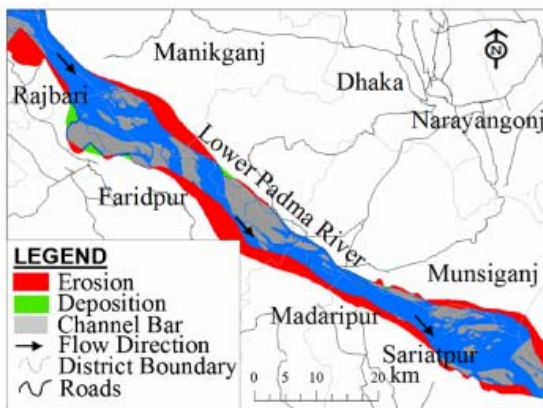 Manikganj
N
Dhaka
Rajbari
Narayangonj
Lower Padma River
Faridpur
LEGEND
Erosion
Deposition
Channel Bar
Flow Direction
District Boundary
Roads
Munsiganj
Madaripur
Sariatpur
0 5 10 20
km